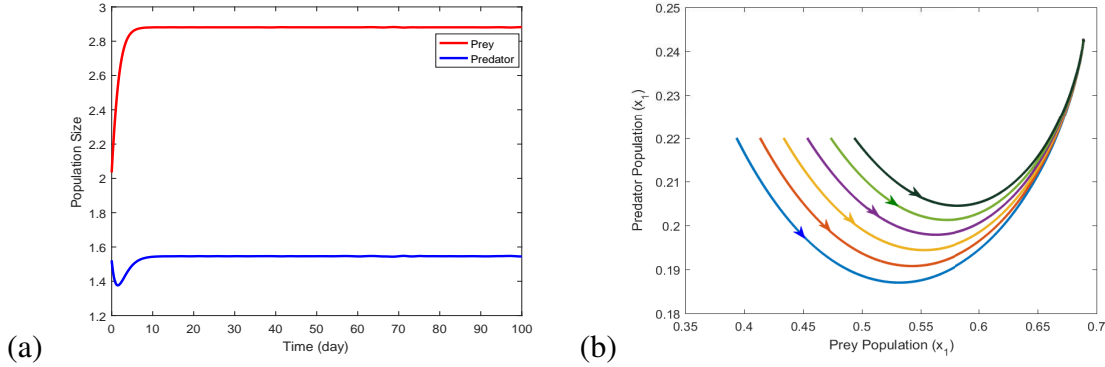 3
2.8
2.6
2.4
2.2
2
1.8
1.6
1.4
1.2
0 10 20 30 40 50 60 70 80 90 100
Population Size
Time (day)
Prey
Predator
(a)
0.25
0.24
0.23
0.22
0.21
0.2
0.19
0.18
0.35 0.4 0.45 0.5 0.55 0.6 0.65 0.7
Predator Population (x₁)
Prey Population (x₁)
(b)